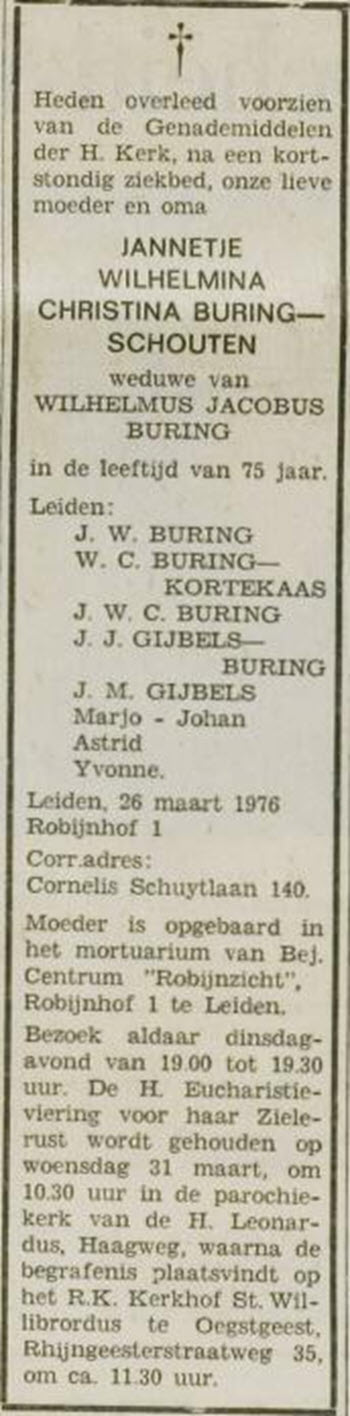 Heden overleed voorzien
van de Genademiddelen
der H. Kerk, na een kort-
stondig ziekbed, onze lieve
moeder en oma
JANNETJE
WILHELMINA
CHRISTINA BURING—
SCHOUTEN
weduwe van
WILHELMUS JACOBUS
BURING
in de leeftijd van 75 jaar.
Leiden:
J. W. BURING
W. C. BURING—
KORTEKAAS
J. W. C. BURING
J. J. GIJBELS—
BURING
J. M. GIJBELS
Marjo - Johan
Astrid
Yvonne.
Leiden, 26 maart 1976
Robijnhof 1
Corr.adres:
Cornelis Schuytlaan 140.
Moeder is opgebaard in
het mortuarium van Bej.
Centrum "Robijnzicht",
Robijnhof 1 te Leiden.
Bezoek aldaar dinsdag-
avond van 19.00 tot 19.30
uur. De H. Eucharistie-
viering voor haar Ziele-
rust wordt gehouden op
woensdag 31 maart, om
10.30 uur in de parochie-
kerk van de H. Leonar-
dus, Haagweg, waarna de
begrafenis plaatsvindt op
het R.K. Kerkhof St. Wil-
librordus te Oegstgeest,
Rhijngeesterstraatweg 35,
om ca. 11.30 uur.